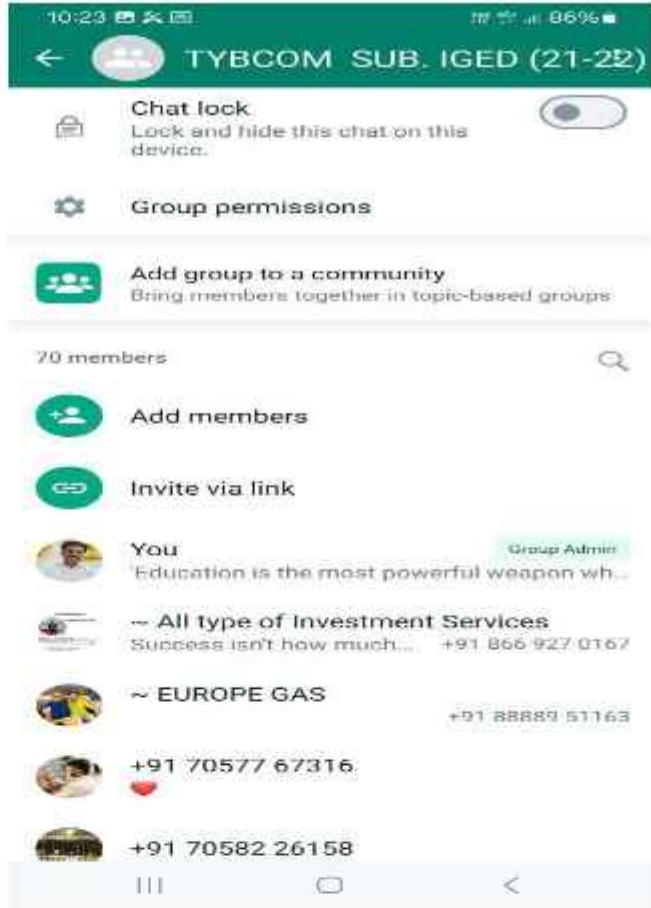 10:23 86%
TYBCOM SUB. IGED (21-22)
Chat lock
Lock and hide this chat on this
device.
Group permissions
Add group to a community
Bring members together in topic-based groups
70 members
Add members
Invite via link
You Group Admin
'Education is the most powerful weapon wh...
~ All type of Investment Services
Success isn't how much... +91 866 927 0167
~ EUROPE GAS
+91 88889 51163
+91 70577 67316
❤️
+91 70582 26158